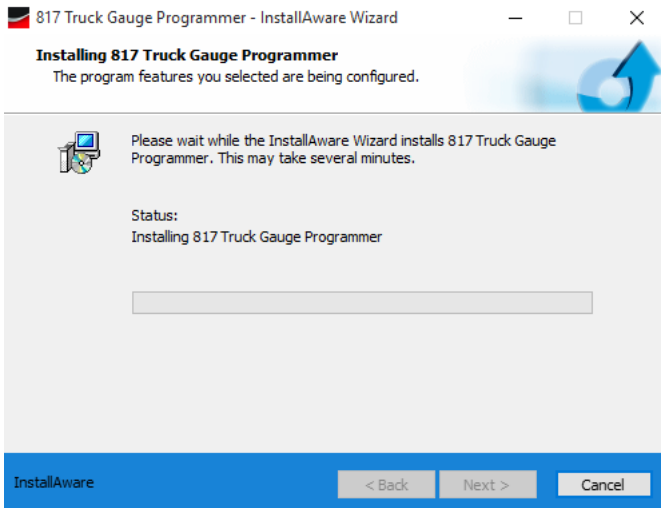 817 Truck Gauge Programmer - InstallAware Wizard
Installing 817 Truck Gauge Programmer
The program features you selected are being configured.
Please wait while the InstallAware Wizard installs 817 Truck Gauge
Programmer. This may take several minutes.
Status:
Installing 817 Truck Gauge Programmer
InstallAware
< Back
Next >
Cancel